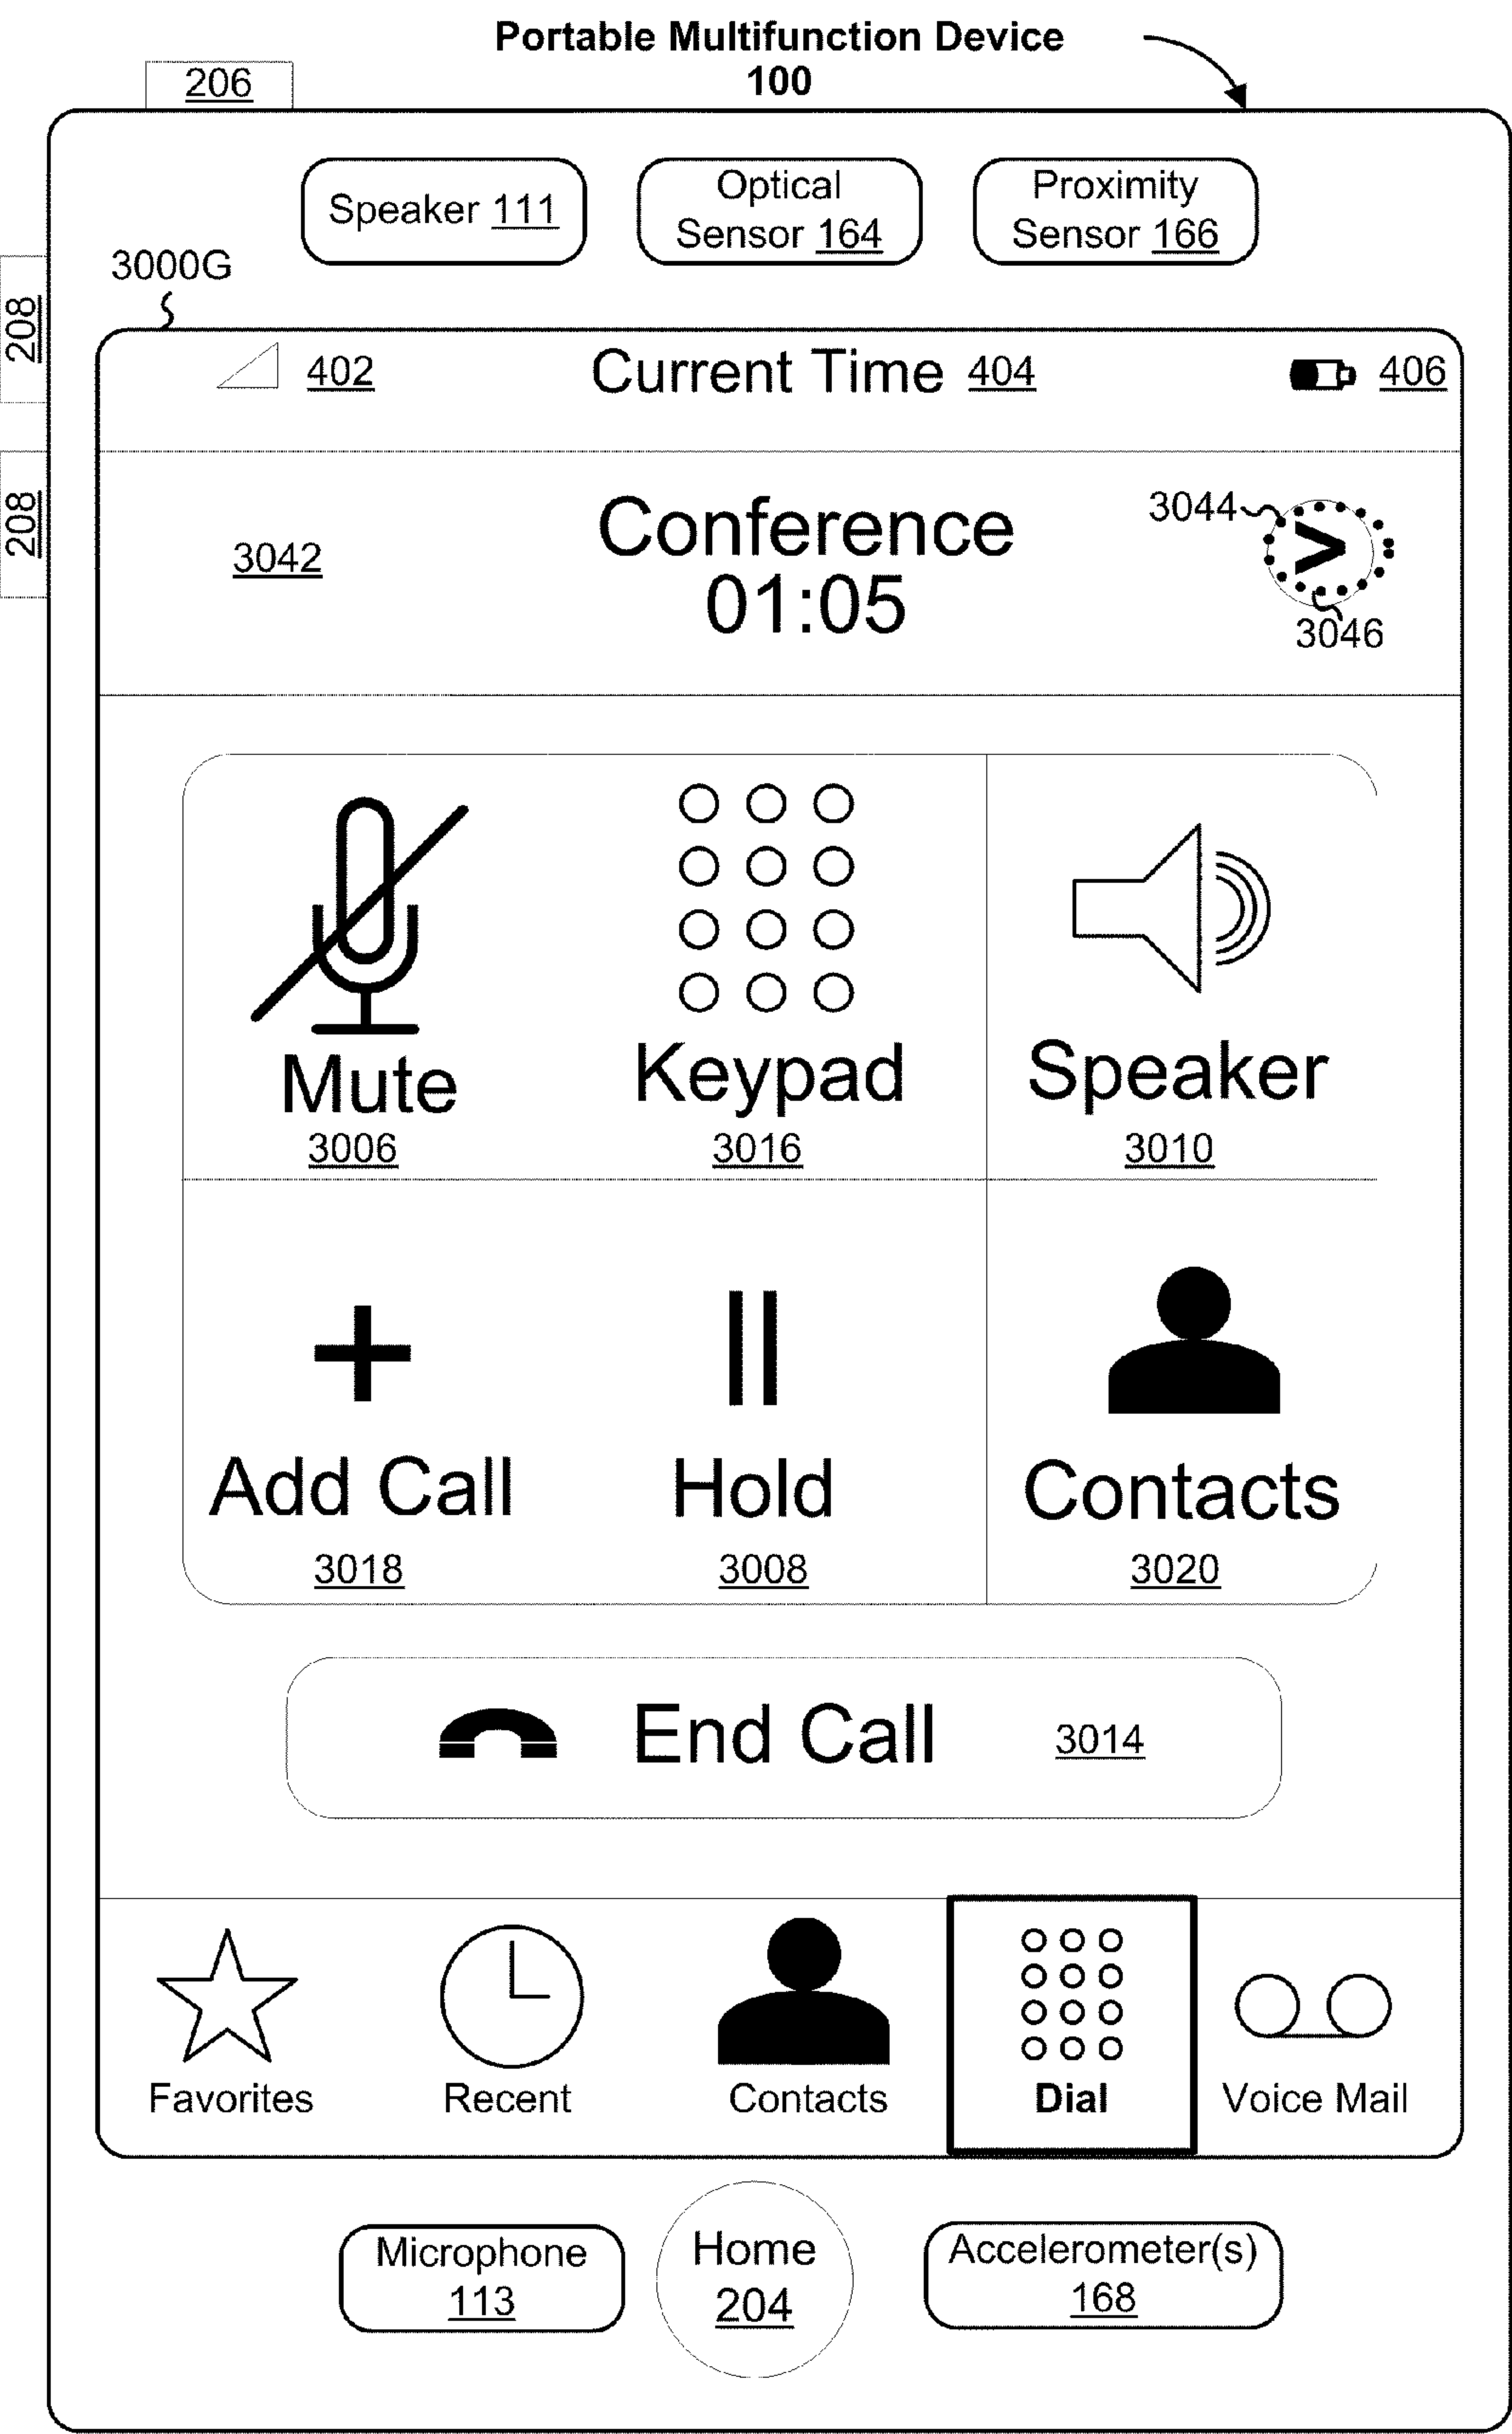 Portable Multifunction Device
100
206
Speaker 111
Optical
Sensor 164
Proximity
Sensor 166
3000G
208
208
402
Current Time 404
406
3042
Conference
01:05
3044
>
3046
Mute
3006
Keypad
3016
Speaker
3010
Add Call
3018
Hold
3008
Contacts
3020
End Call 3014
Favorites
Recent
Contacts
Dial
Voice Mail
Microphone
113
Home
204
Accelerometer(s)
168